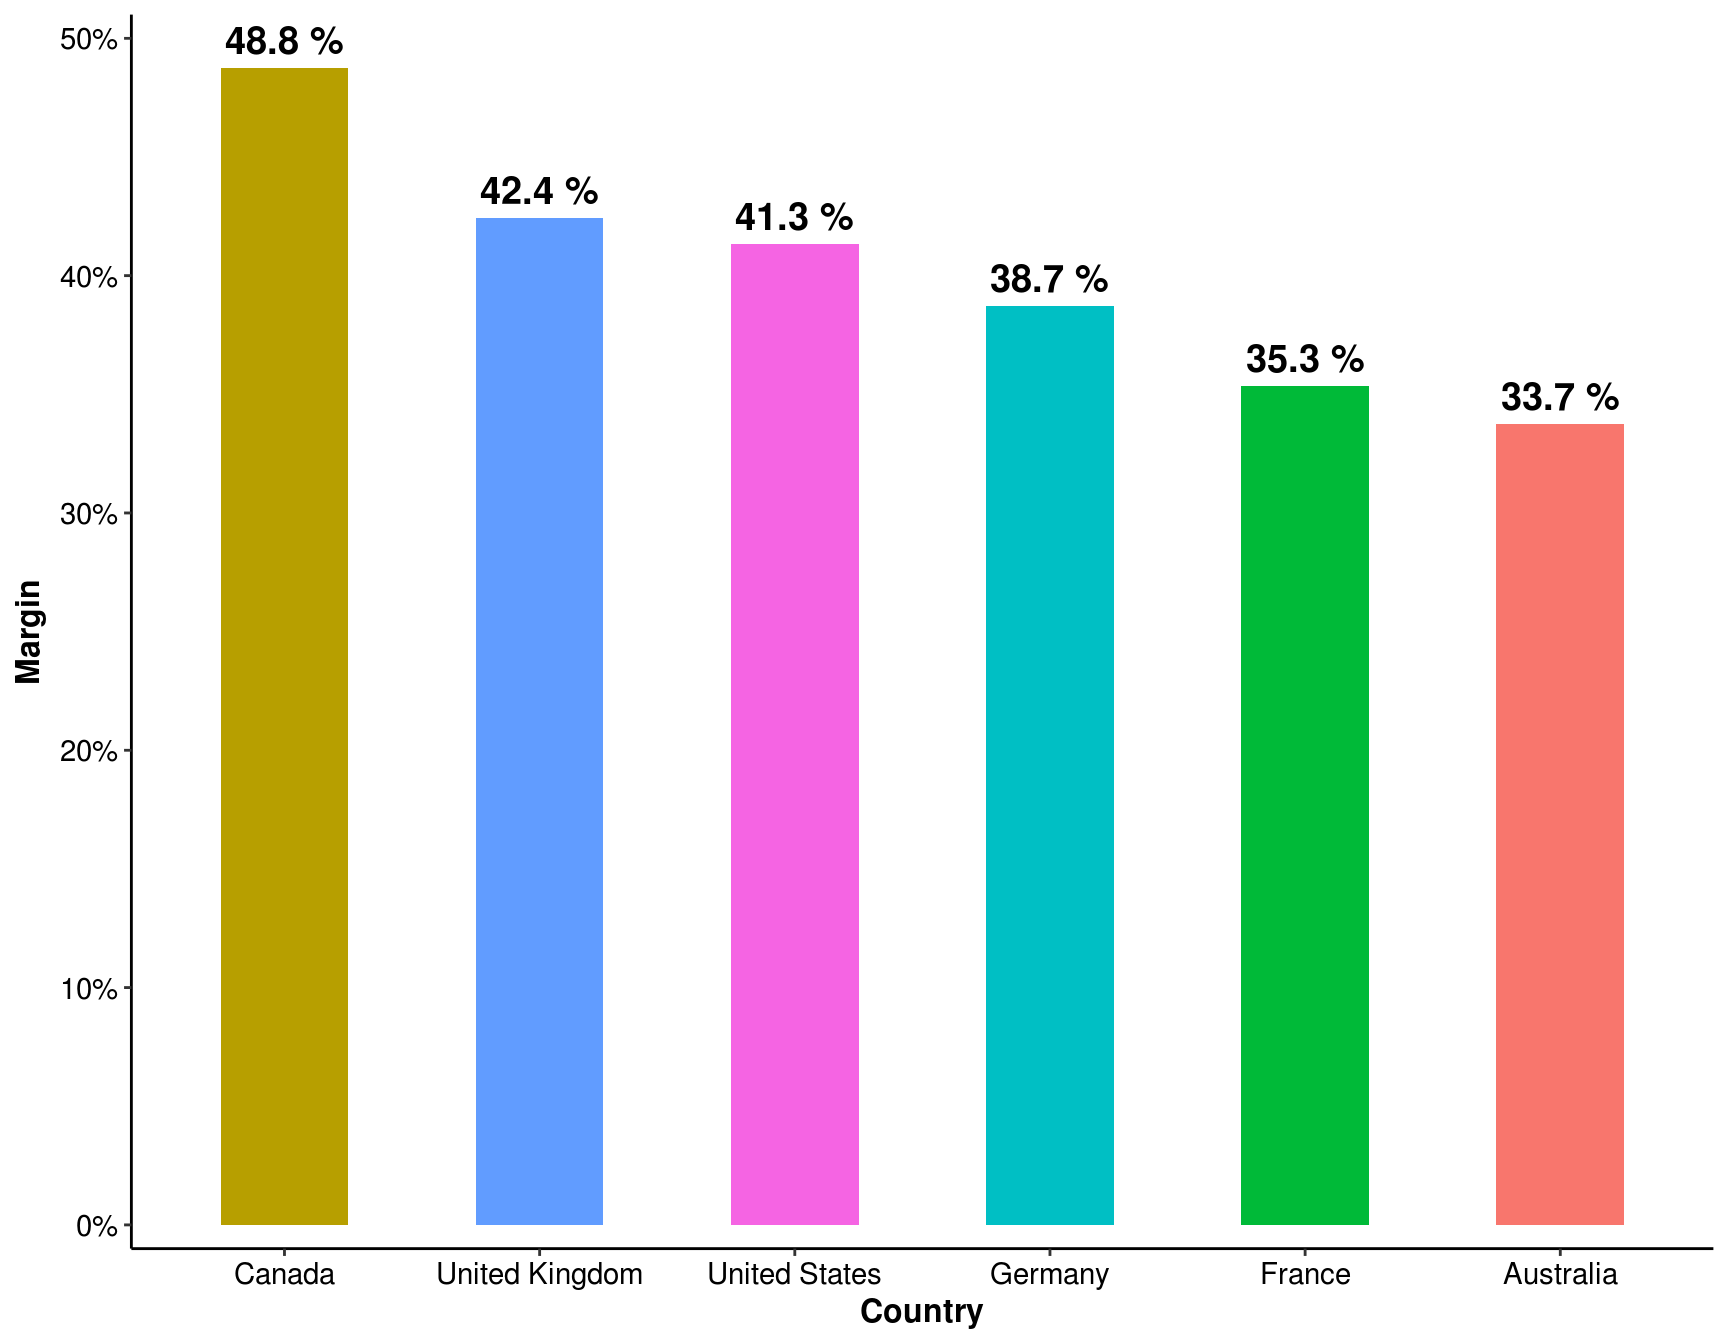 50%
40%
30%
20%
10%
0%
Margin
48.8 %
42.4 %
41.3 %
38.7 %
35.3 %
33.7 %
Canada
United Kingdom
United States
Germany
France
Australia
Country